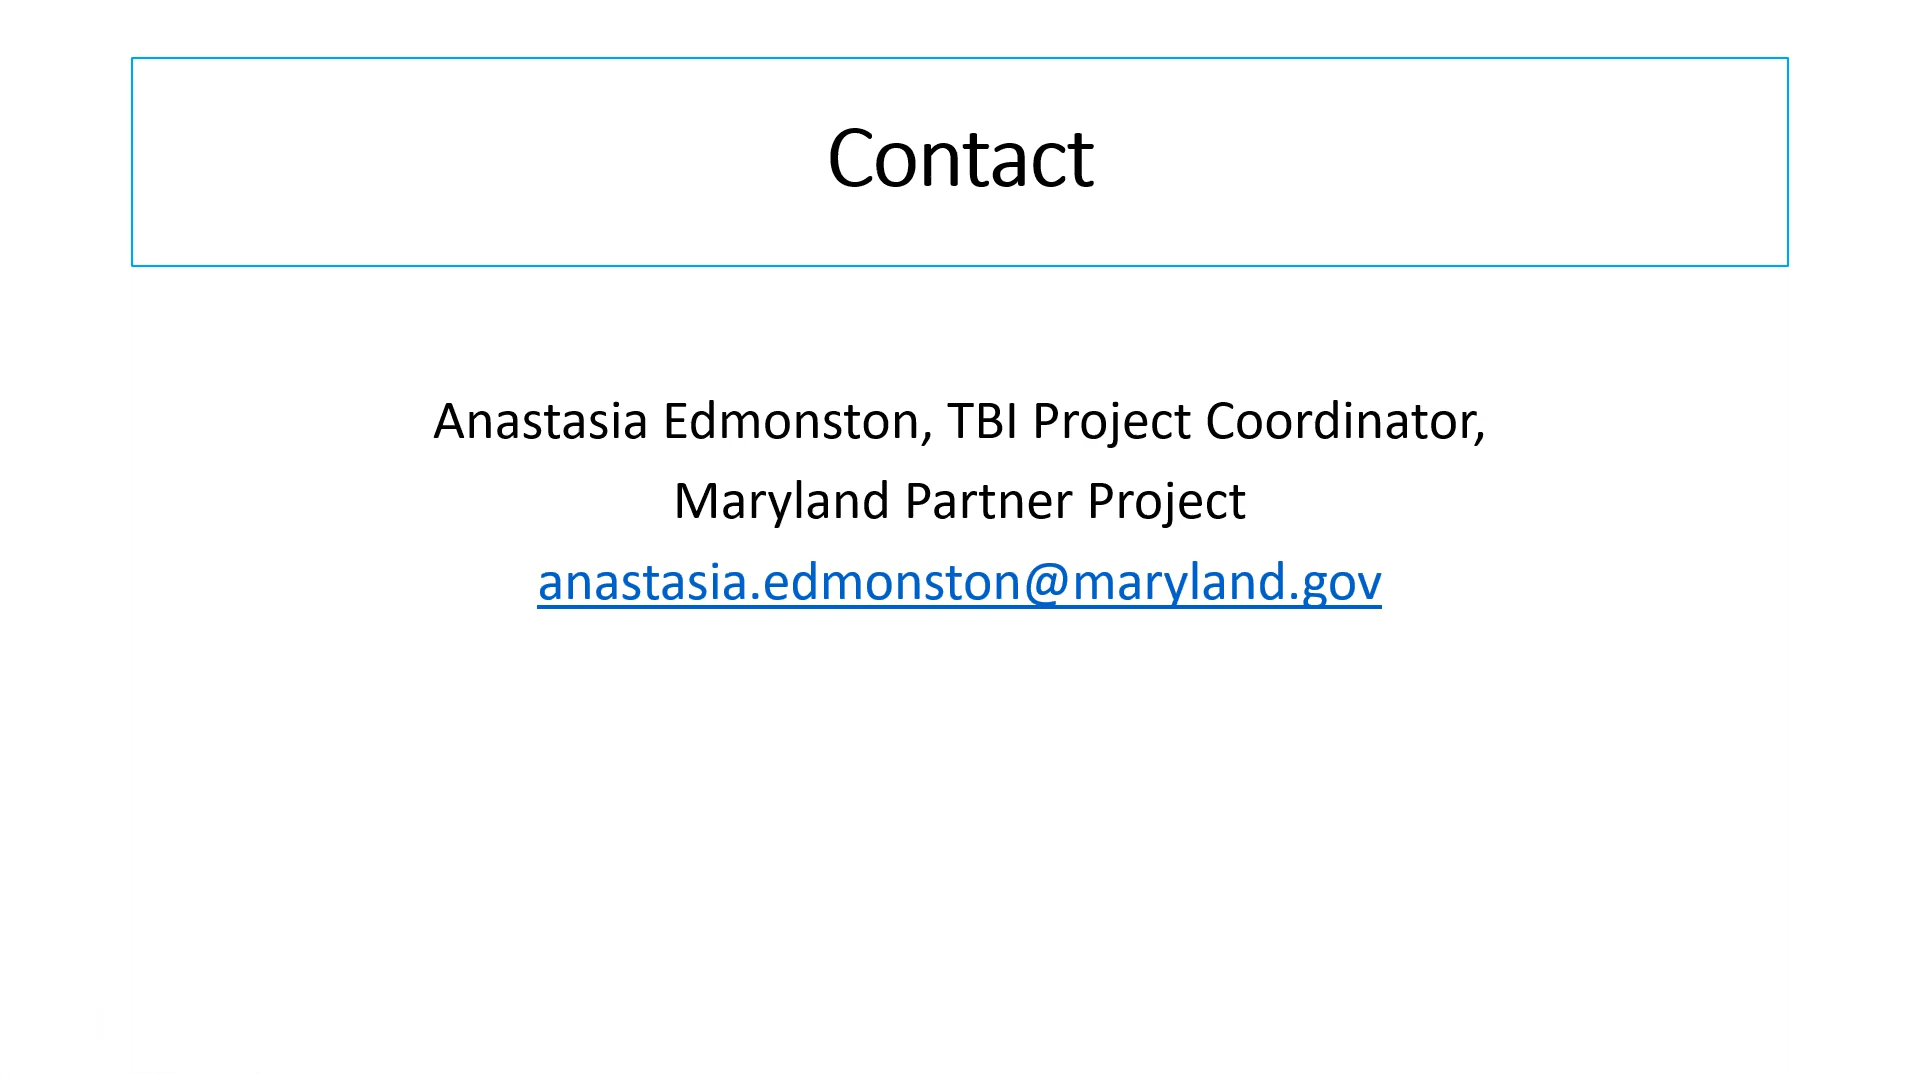 Contact
Anastasia Edmonston, TBI Project Coordinator,
Maryland Partner Project
anastasia.edmonston@maryland.gov